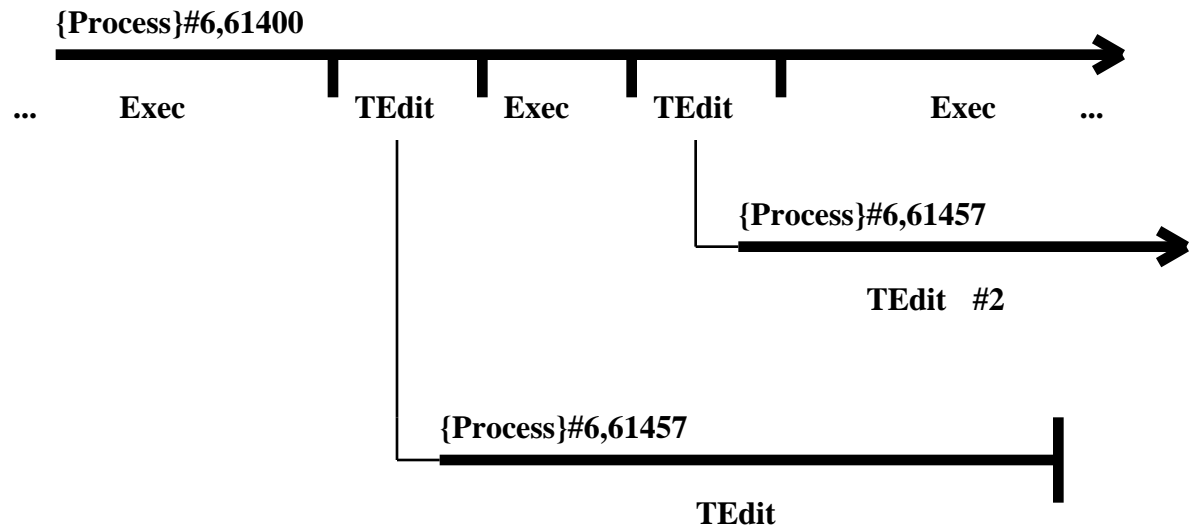 {Process}#6,61400
... Exec TEdit Exec TEdit Exec ...
{Process}#6,61457
TEdit #2
{Process}#6,61457
TEdit